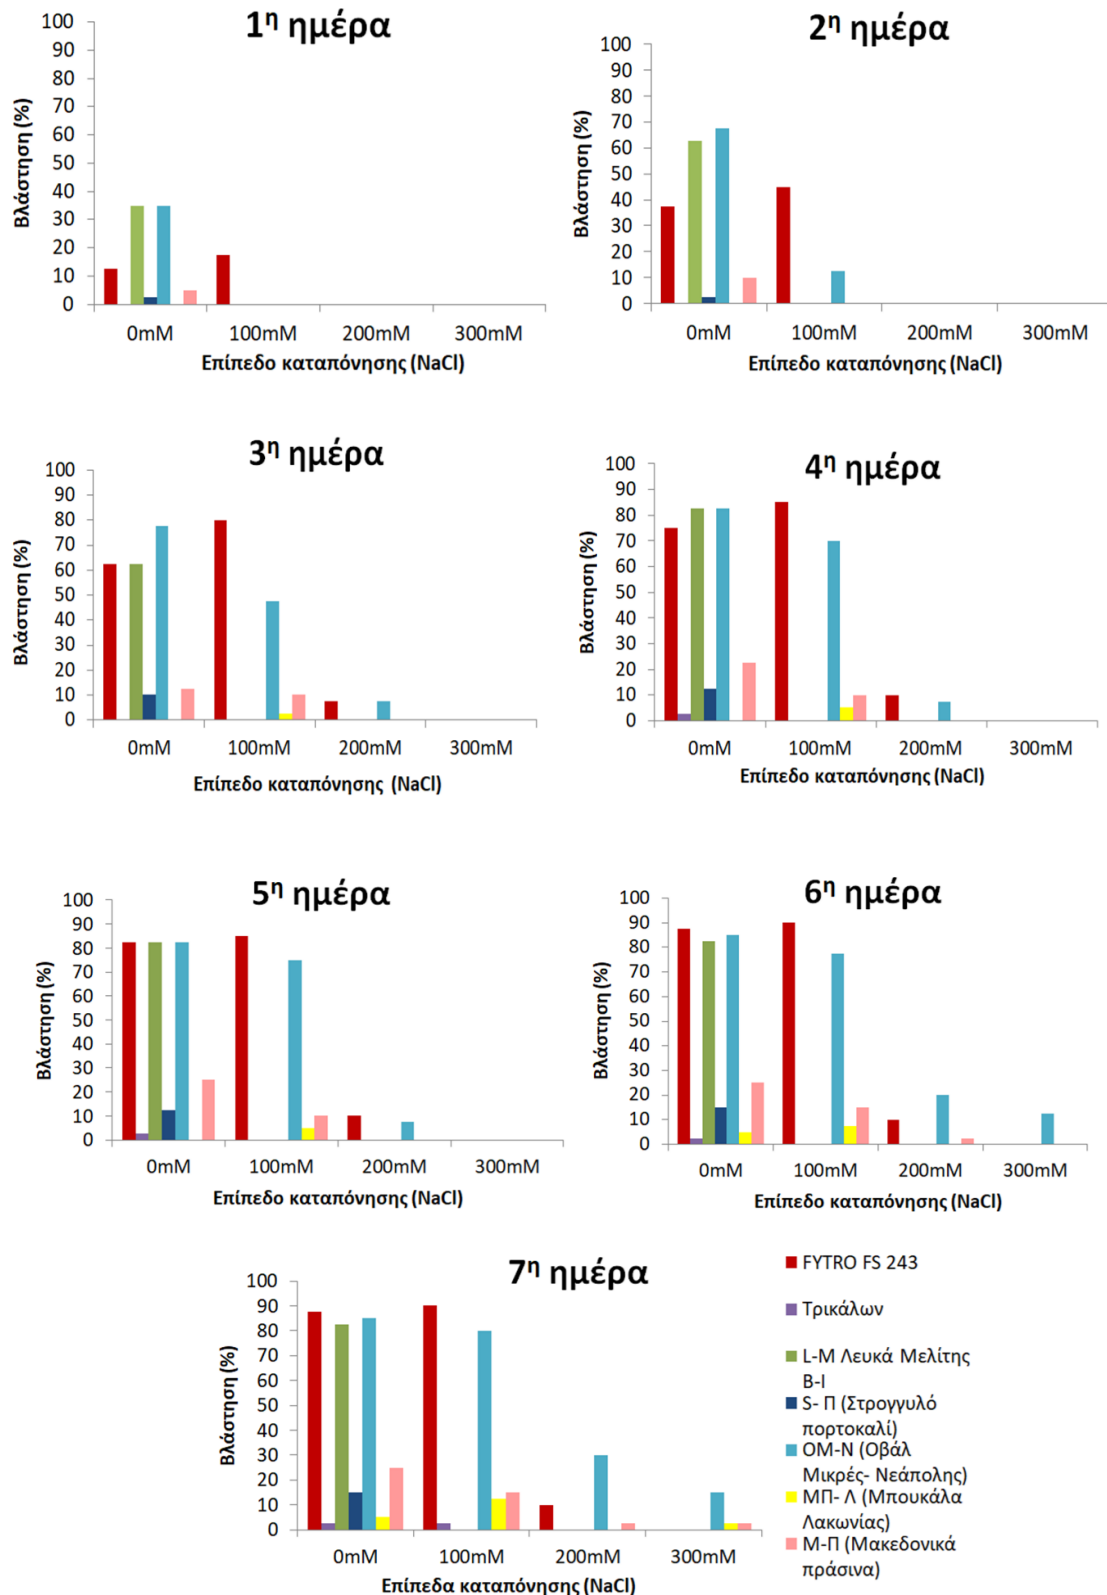 1η ημέρα
Βλάστηση (%)
100
90
80
70
60
50
40
30
20
10
0
0mM 100mM 200mM 300mM
Επίπεδο καταπόνησης (NaCl)
2η ημέρα
Βλάστηση (%)
100
90
80
70
60
50
40
30
20
10
0
0mM 100mM 200mM 300mM
Επίπεδο καταπόνησης (NaCl)
3η ημέρα
Βλάστηση (%)
100
90
80
70
60
50
40
30
20
10
0
0mM 100mM 200mM 300mM
Επίπεδο καταπόνησης (NaCl)
4η ημέρα
Βλάστηση (%)
100
90
80
70
60
50
40
30
20
10
0
0mM 100mM 200mM 300mM
Επίπεδο καταπόνησης (NaCl)
5η ημέρα
Βλάστηση (%)
100
90
80
70
60
50
40
30
20
10
0
0mM 100mM 200mM 300mM
Επίπεδο καταπόνησης (NaCl)
6η ημέρα
Βλάστηση (%)
100
90
80
70
60
50
40
30
20
10
0
0mM 100mM 200mM 300mM
Επίπεδο καταπόνησης (NaCl)
7η ημέρα
Βλάστηση (%)
100
90
80
70
60
50
40
30
20
10
0
0mM 100mM 200mM 300mM
Επίπεδα καταπόνησης (NaCl)
FYTRO FS 243
Τρικάλων
L-M Λευκά Μελίτης
B-I
S- Π (Στρογγυλό
πορτοκαλί)
ΟΜ-Ν (Οβάλ
Μικρές- Νεάπολης)
ΜΠ- Λ (Μπουκάλα
Λακωνίας)
Μ-Π (Μακεδονικά
πράσινα)